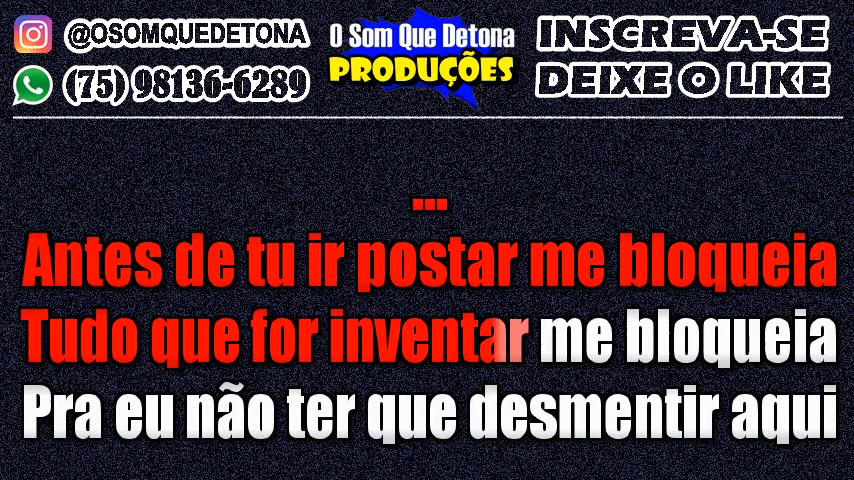 @OSOMQUEDETONA
(75) 98136-6289
O Som Que Detona
PRODUÇÕES
INSCREVA-SE
DEIXE O LIKE
...
Antes de tu ir postar me bloqueia
Tudo que for inventar me bloqueia
Pra eu não ter que desmentir aqui